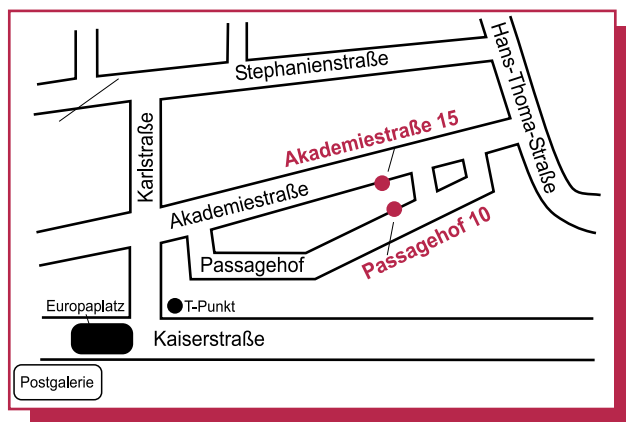 Stephanienstraße
Hans-Thoma-Straße
Karlstraße
Akademiestraße 15
Akademiestraße
Passagehof 10
Passagehof
Europaplatz
T-Punkt
Kaiserstraße
Postgalerie